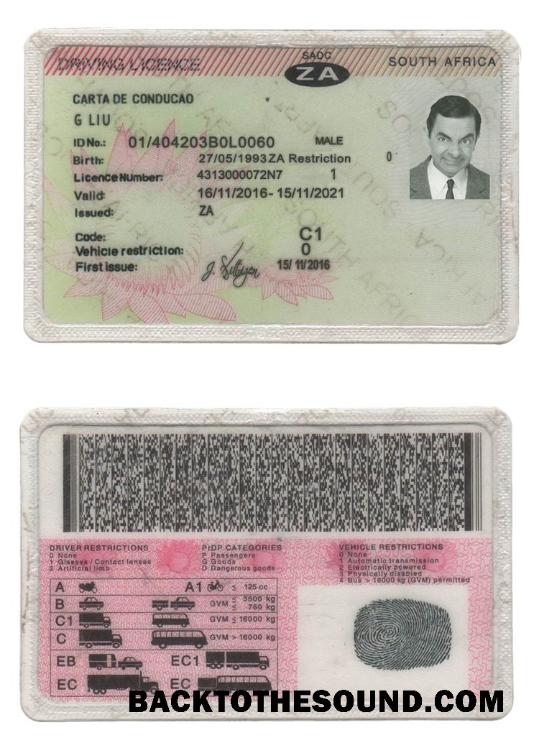 DRIVING LICENCE
SADC
ZA
SOUTH AFRICA
CARTA DE CONDUCAO
G LIU
ID No.: 01/404203B0L0060 MALE
Birth: 27/05/1993 ZA Restriction 0
Licence Number: 4313000072N7 1
Valid: 16/11/2016- 15/11/2021
Issued: ZA
Code: C1
Vehicle restriction: 0
First issue: 15/11/2016
DRIVER RESTRICTIONS
0 None
1 Glasses / Contact lenses
2 Artificial limb
PrDP CATEGORIES
P Passengers
G Goods
D Dangerous goods
VEHICLE RESTRICTIONS
0 None
1 Automatic transmission
2 Electrically powered
3 Physically disabled
4 Bus > 16000 kg (GVM) permitted
A A1 ≤ 125 cc
B GVM ≤ 3500 kg
≤ 750 kg
C1 GVM ≤ 16000 kg
C GVM > 16000 kg
EB EC1
EC EC
BACKTOTHESOUND.COM